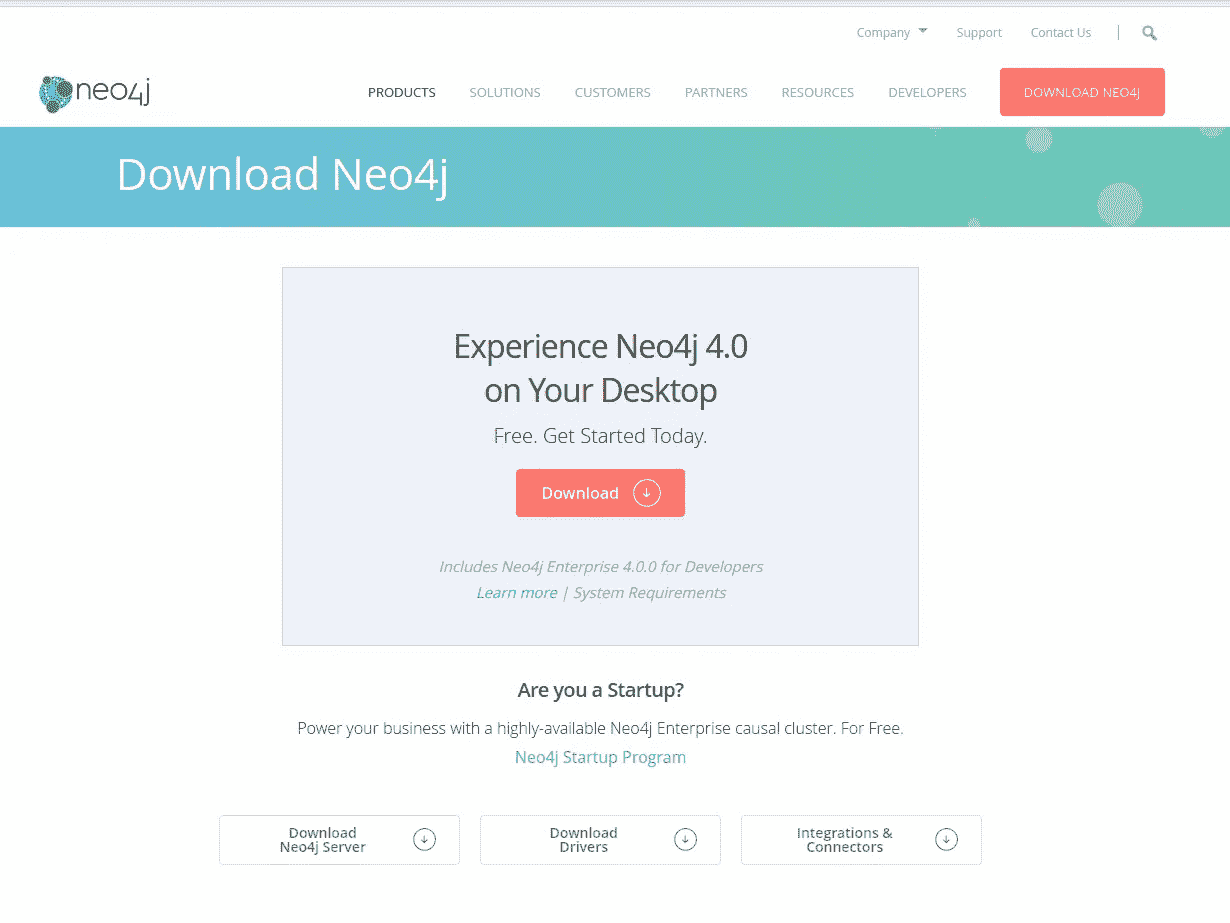 Company
Support
Contact Us
neo4j
PRODUCTS
SOLUTIONS
CUSTOMERS
PARTNERS
RESOURCES
DEVELOPERS
DOWNLOAD NEO4J
Download Neo4j
Experience Neo4j 4.0
on Your Desktop
Free. Get Started Today.
Download
Includes Neo4j Enterprise 4.0.0 for Developers
Learn more | System Requirements
Are you a Startup?
Power your business with a highly-available Neo4j Enterprise causal cluster. For Free.
Neo4j Startup Program
Download
Neo4j Server
Download
Drivers
Integrations &
Connectors